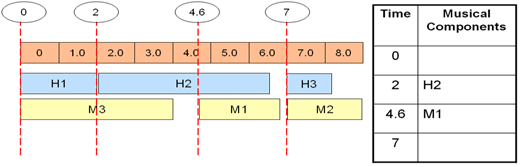 0 2 4.6 7
0 1.0 2.0 3.0 4.0 5.0 6.0 7.0 8.0
H1 H2 H3
M3 M1 M2
Time Musical Components
0
2 H2
4.6 M1
7